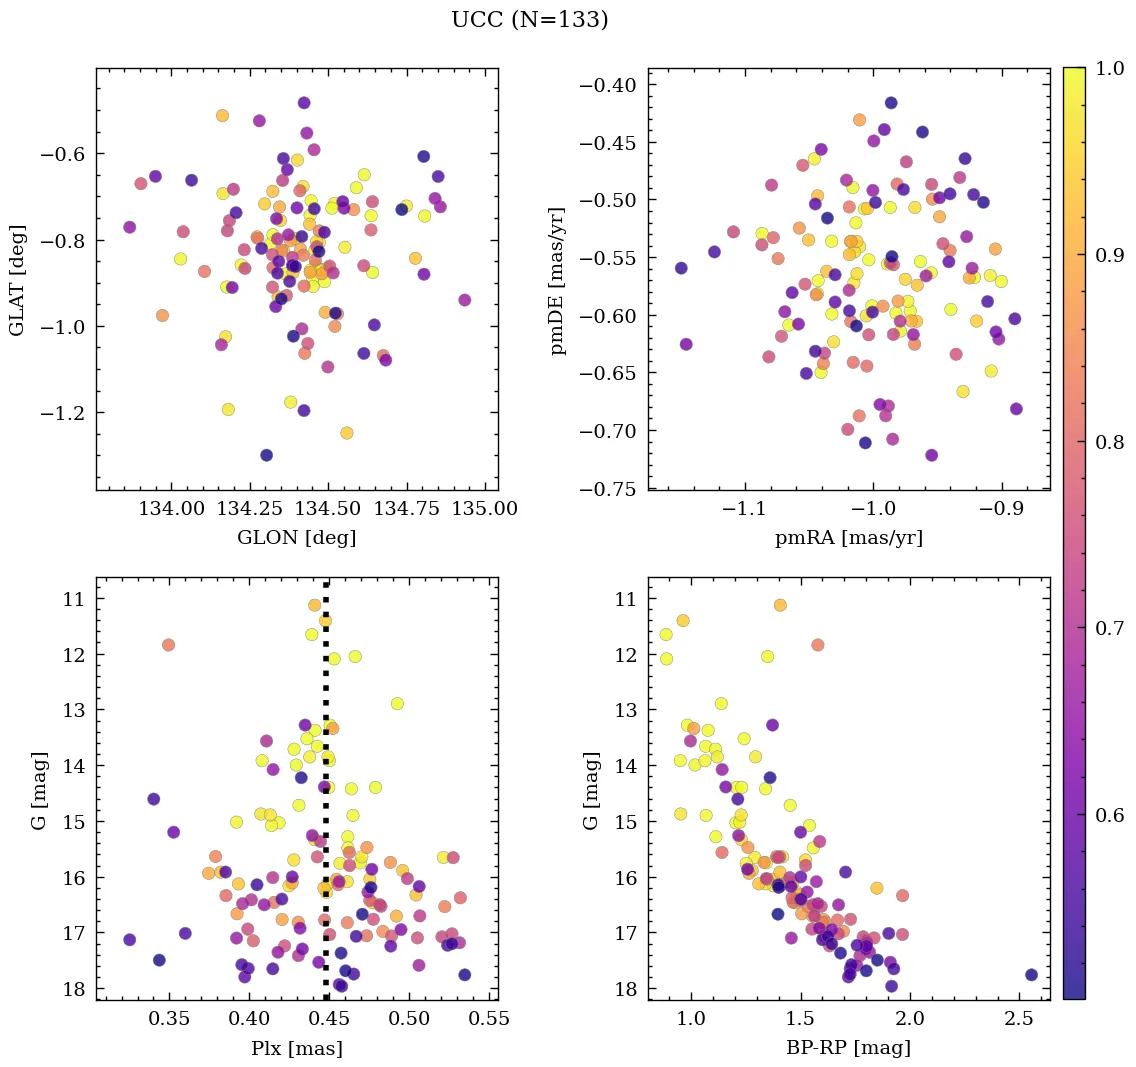 UCC (N=133)
−0.6
−0.8
−1.0
−1.2
GLAT [deg]
134.00 134.25 134.50 134.75 135.00
GLON [deg]
−0.40
−0.45
−0.50
−0.55
−0.60
−0.65
−0.70
−0.75
pmDE [mas/yr]
−1.1 −1.0 −0.9
pmRA [mas/yr]
11
12
13
14
15
16
17
18
G [mag]
0.35 0.40 0.45 0.50 0.55
Plx [mas]
11
12
13
14
15
16
17
18
G [mag]
1.0 1.5 2.0 2.5
BP-RP [mag]
1.0
0.9
0.8
0.7
0.6